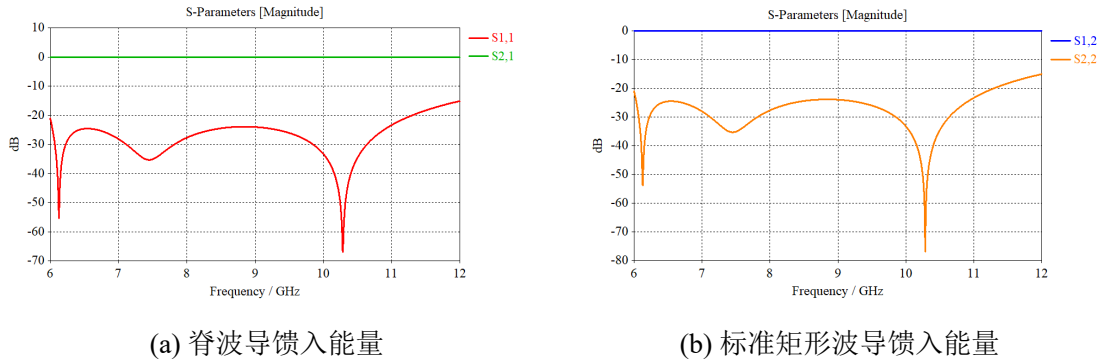 S-Parameters [Magnitude]
10
0
-10
-20
-30
-40
-50
-60
-70
dB
6
7
8
9
10
11
12
Frequency / GHz
S1,1
S2,1
(a) 脊波导馈入能量
S-Parameters [Magnitude]
0
-10
-20
-30
-40
-50
-60
-70
-80
dB
6
7
8
9
10
11
12
Frequency / GHz
S1,2
S2,2
(b) 标准矩形波导馈入能量